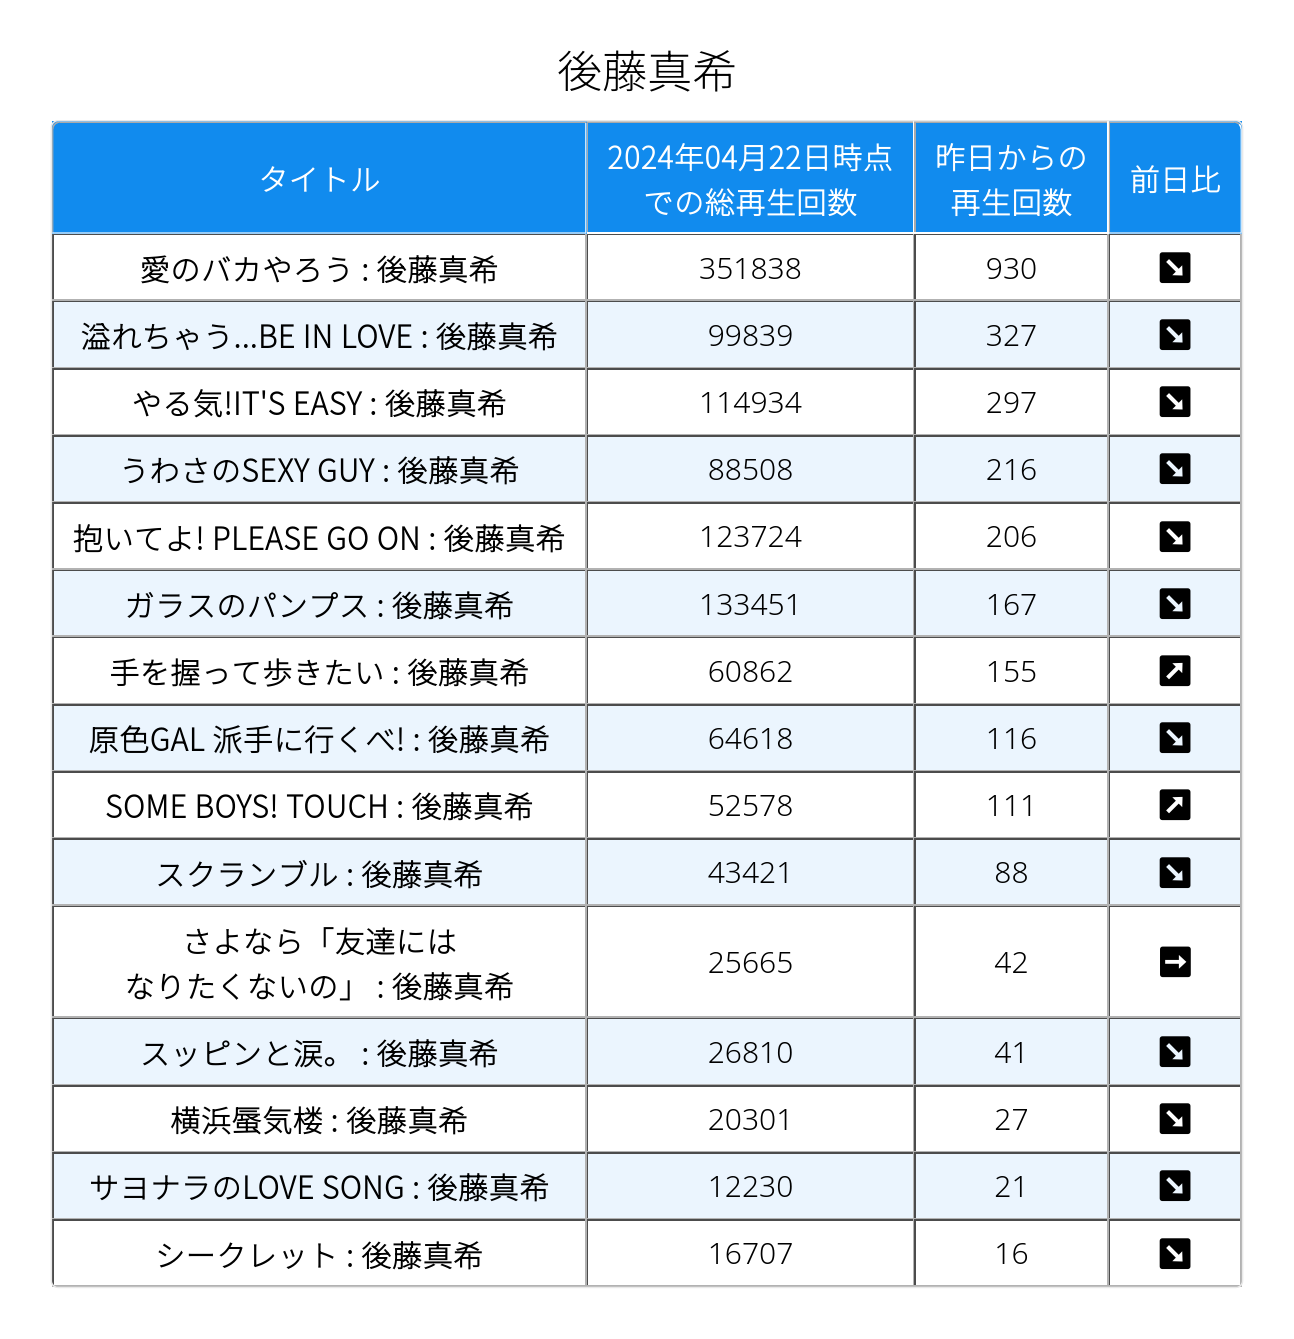 後藤真希
タイトル
2024年04月22日時点
での総再生回数
昨日からの
再生回数
前日比
愛のバカやろう : 後藤真希 351838 930
溢れちゃう...BE IN LOVE : 後藤真希 99839 327
やる気!IT'S EASY : 後藤真希 114934 297
うわさのSEXY GUY : 後藤真希 88508 216
抱いてよ! PLEASE GO ON : 後藤真希 123724 206
ガラスのパンプス : 後藤真希 133451 167
手を握って歩きたい : 後藤真希 60862 155
原色GAL 派手に行くべ! : 後藤真希 64618 116
SOME BOYS! TOUCH : 後藤真希 52578 111
スクランブル : 後藤真希 43421 88
さよなら「友達には
なりたくないの」 : 後藤真希 25665 42
スッピンと涙。 : 後藤真希 26810 41
横浜蜃気楼 : 後藤真希 20301 27
サヨナラのLOVE SONG : 後藤真希 12230 21
シークレット : 後藤真希 16707 16